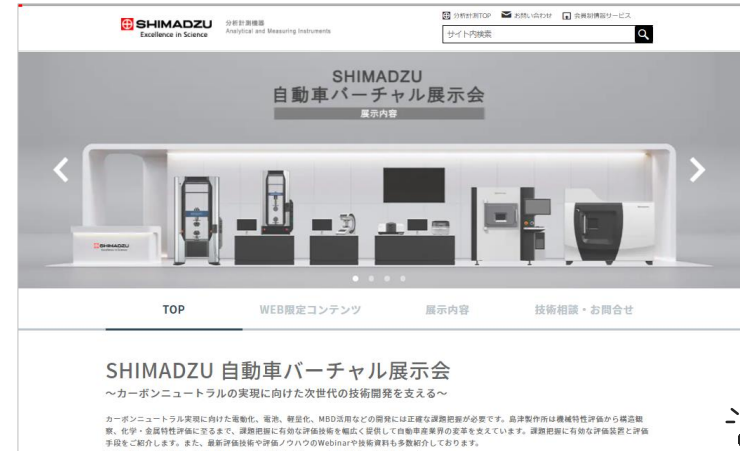 SHIMADZU
Excellence in Science
分析計測機器
Analytical and Measuring Instruments
分析計測TOP お問い合わせ 会員制情報サービス
サイト内検索
SHIMADZU
自動車バーチャル展示会
展示内容
SHIMADZU
TOP WEB限定コンテンツ 展示内容 技術相談・お問合せ
SHIMADZU 自動車バーチャル展示会
～カーボンニュートラルの実現に向けた次世代の技術開発を支える～
カーボンニュートラル実現に向けた電動化、電池、軽量化、MBD活用などの開発には正確な課題把握が必要です。島津製作所は機械特性評価から構造観
察、化学・金属特性評価に至るまで、課題把握に有効な評価技術を幅広く提供して自動車産業界の変革を支えています。課題把握に有効な評価装置と評価
手段をご紹介します。また、最新評価技術や評価ノウハウのWebinarや技術資料も多数紹介しております。